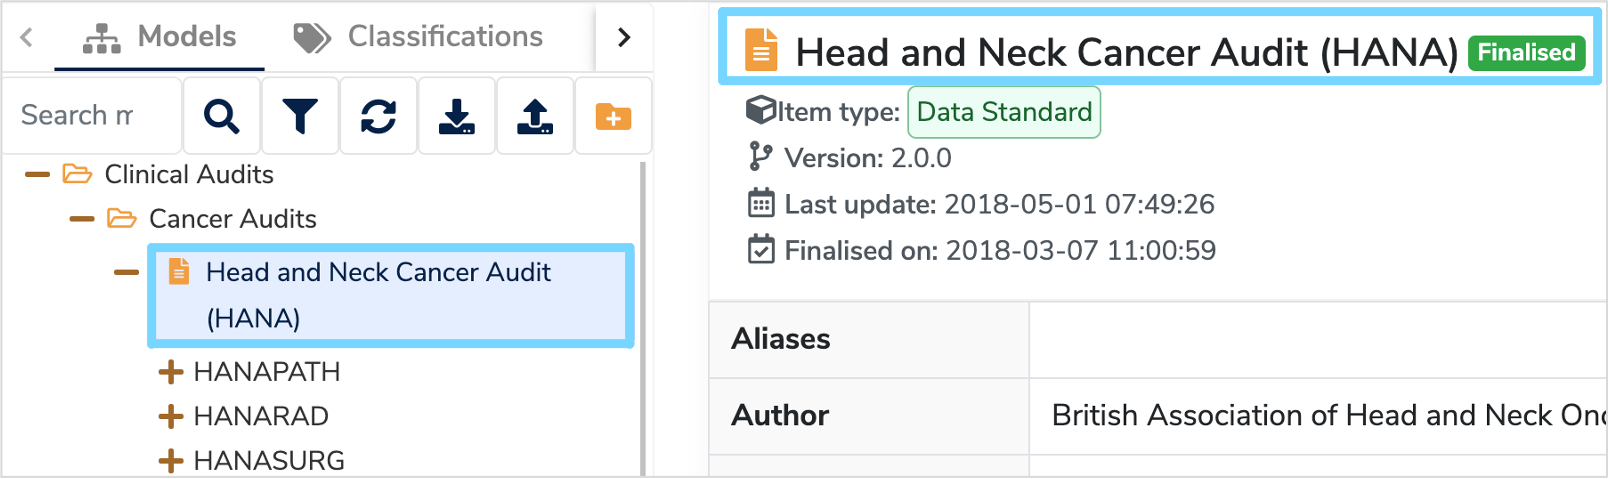 Models
Classifications
Search m
Clinical Audits
Cancer Audits
Head and Neck Cancer Audit
(HANA)
HANAPATH
HANARAD
HANASURG
Head and Neck Cancer Audit (HANA) Finalised
Item type: Data Standard
Version: 2.0.0
Last update: 2018-05-01 07:49:26
Finalised on: 2018-03-07 11:00:59
Aliases
Author British Association of Head and Neck Onc